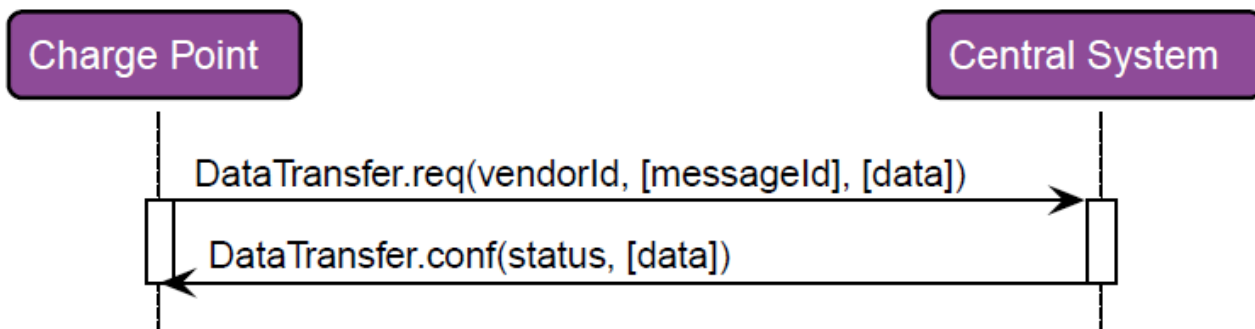 Charge Point
Central System
DataTransfer.req(vendorId, [messageId], [data])
DataTransfer.conf(status, [data])